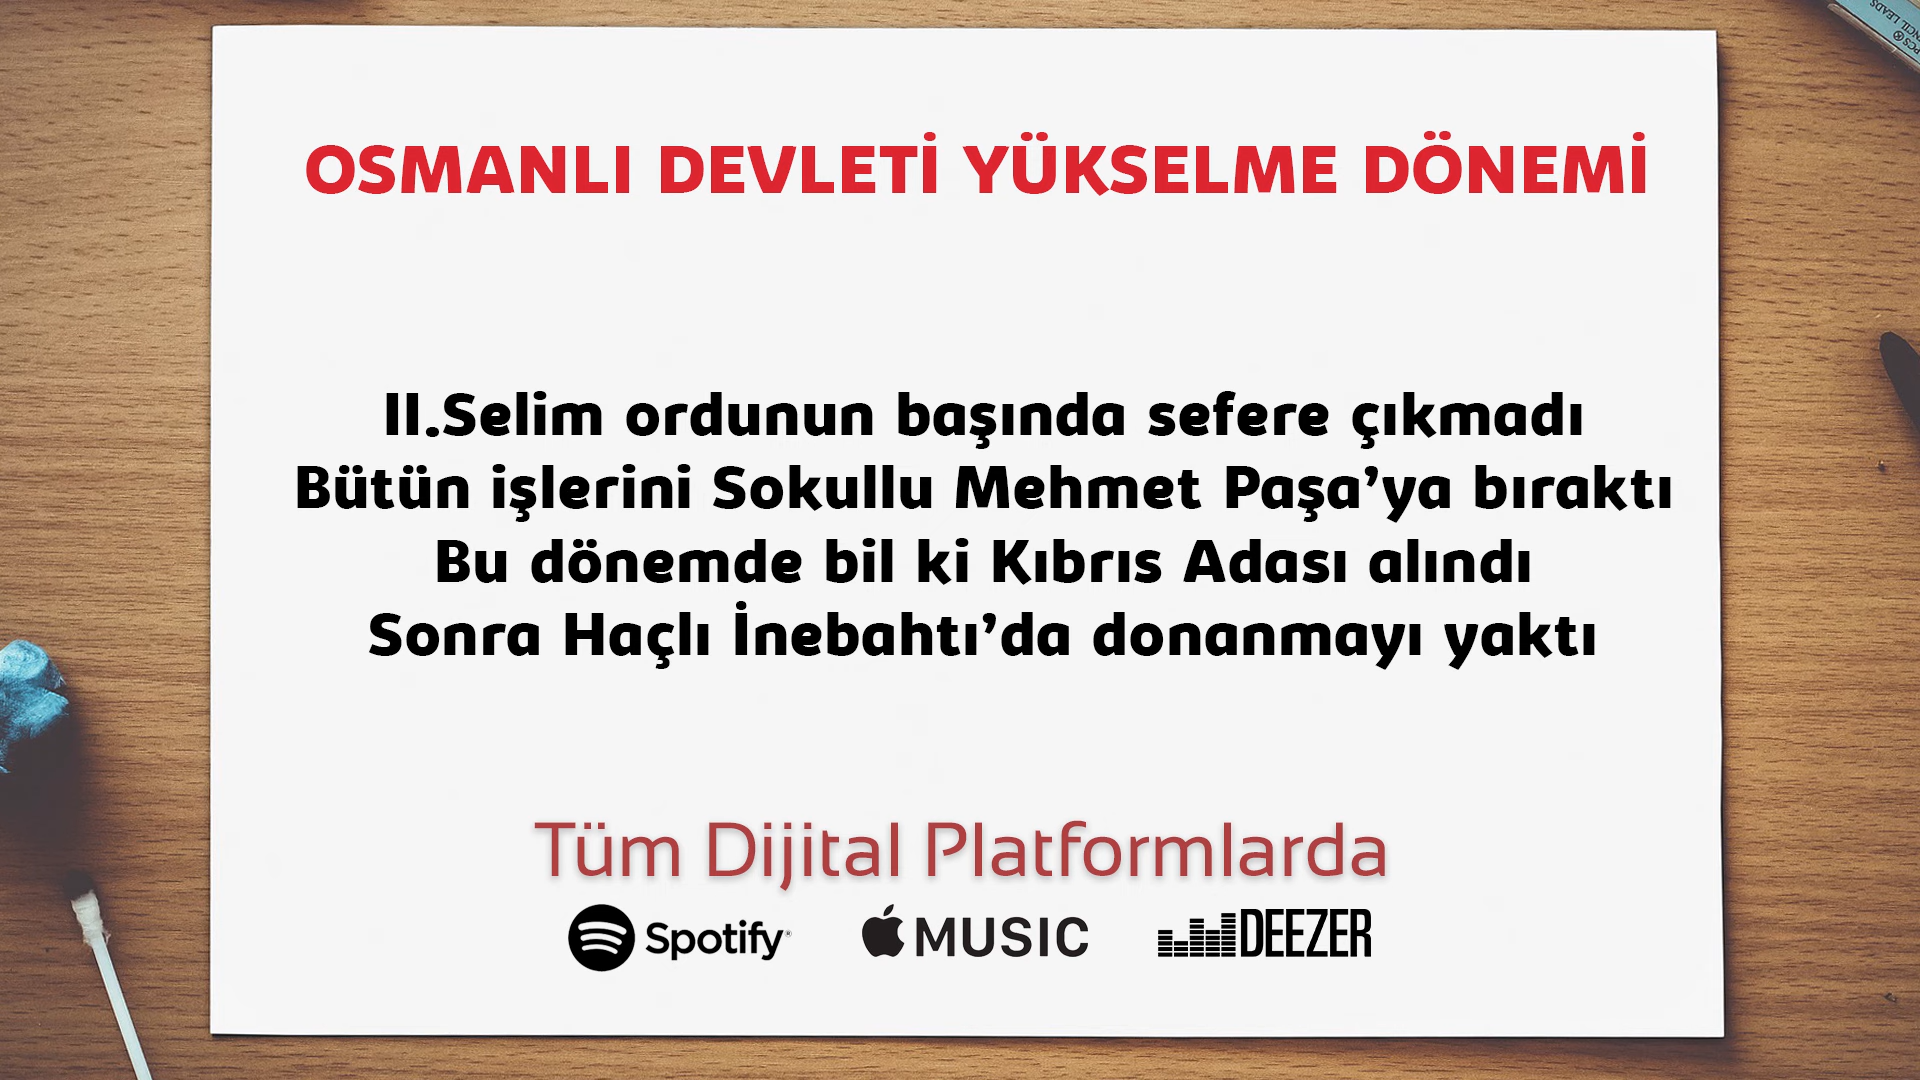 OSMANLI DEVLETİ YÜKSELME DÖNEMİ
II.Selim ordunun başında sefere çıkmadı
Bütün işlerini Sokullu Mehmet Paşa’ya bıraktı
Bu dönemde bil ki Kıbrıs Adası alındı
Sonra Haçlı İnebahtı’da donanmayı yaktı
Tüm Dijital Platformlarda
Spotify® MUSIC DEEZER